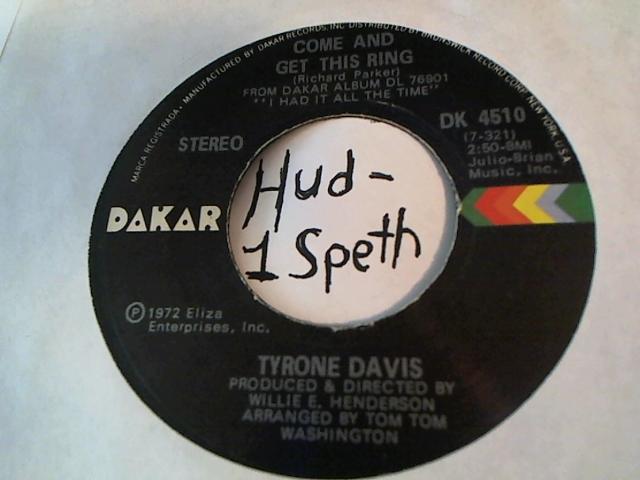 MARCA REGISTRADA • MANUFACTURED BY DAKAR RECORDS, INC DISTRIBUTED BY BRUNSWICK RECORD CORP. NEW YORK, U.S.A.
COME AND
GET THIS RING
(Richard Parker)
FROM DAKAR ALBUM DL 76901
"I HAD IT ALL THE TIME"
STEREO
DK 4510
(7-321)
2:50-BMI
Julio-Brian
Music, Inc.
Hud-
1 Speth
DAKAR
Ⓟ1972 Eliza
Enterprises, Inc.
TYRONE DAVIS
PRODUCED & DIRECTED BY
WILLIE E. HENDERSON
ARRANGED BY TOM TOM
WASHINGTON